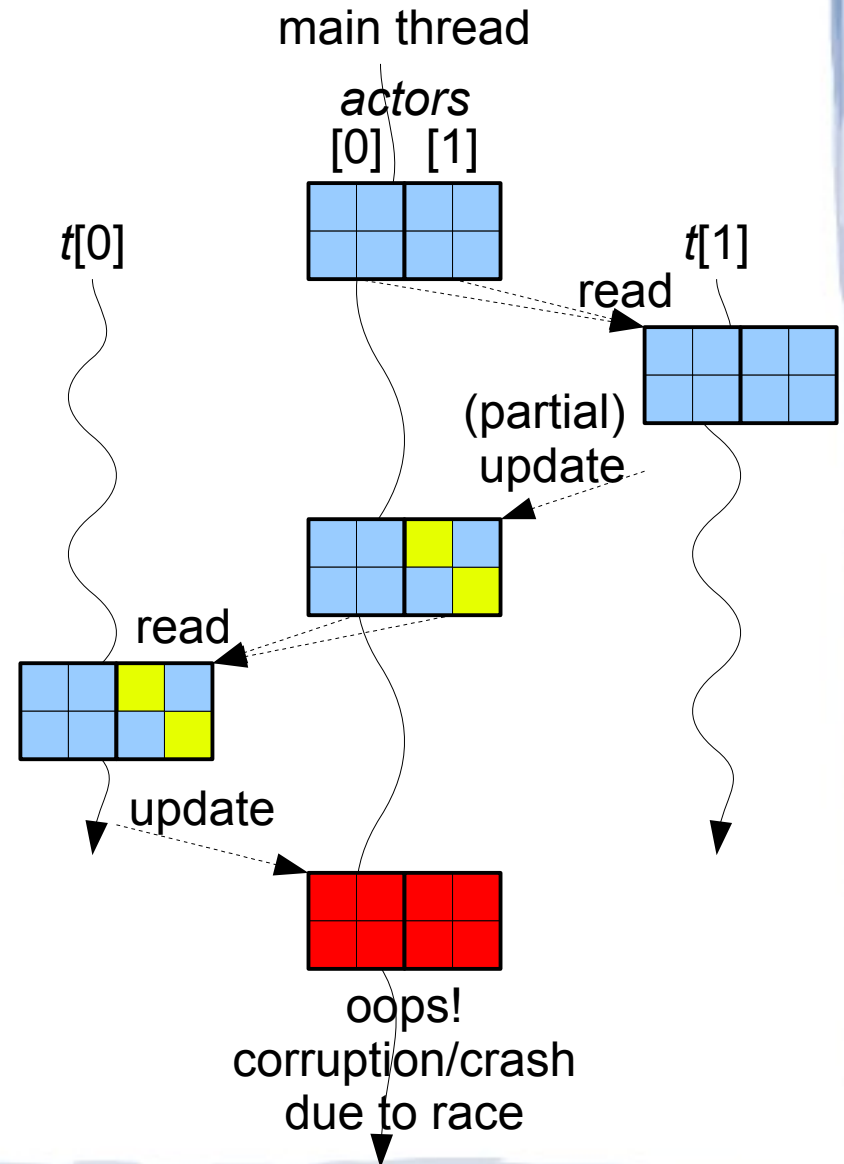 main thread
actors
[0] [1]
t[0]
t[1]
read
(partial)
update
read
update
oops!
corruption/crash
due to race